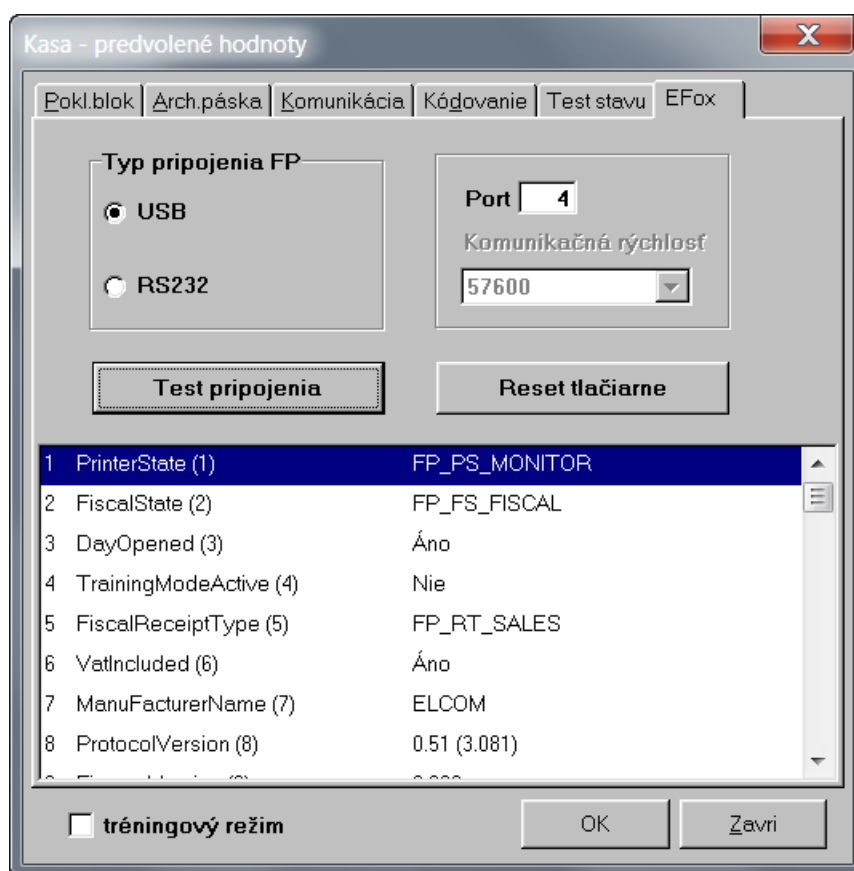 Kasa - predvolené hodnoty
Pokl.blok Arch.páska Komunikácia Kódovanie Test stavu EFox
Typ pripojenia FP
USB
RS232
Port 4
Komunikačná rýchlosť
57600
Test pripojenia Reset tlačiarne
1 PrinterState (1) FP_PS_MONITOR
2 FiscalState (2) FP_FS_FISCAL
3 DayOpened (3) Áno
4 TrainingModeActive (4) Nie
5 FiscalReceiptType (5) FP_RT_SALES
6 VatIncluded (6) Áno
7 ManuFacturerName (7) ELCOM
8 ProtocolVersion (8) 0.51 (3.081)
tréningový režim OK Zavri